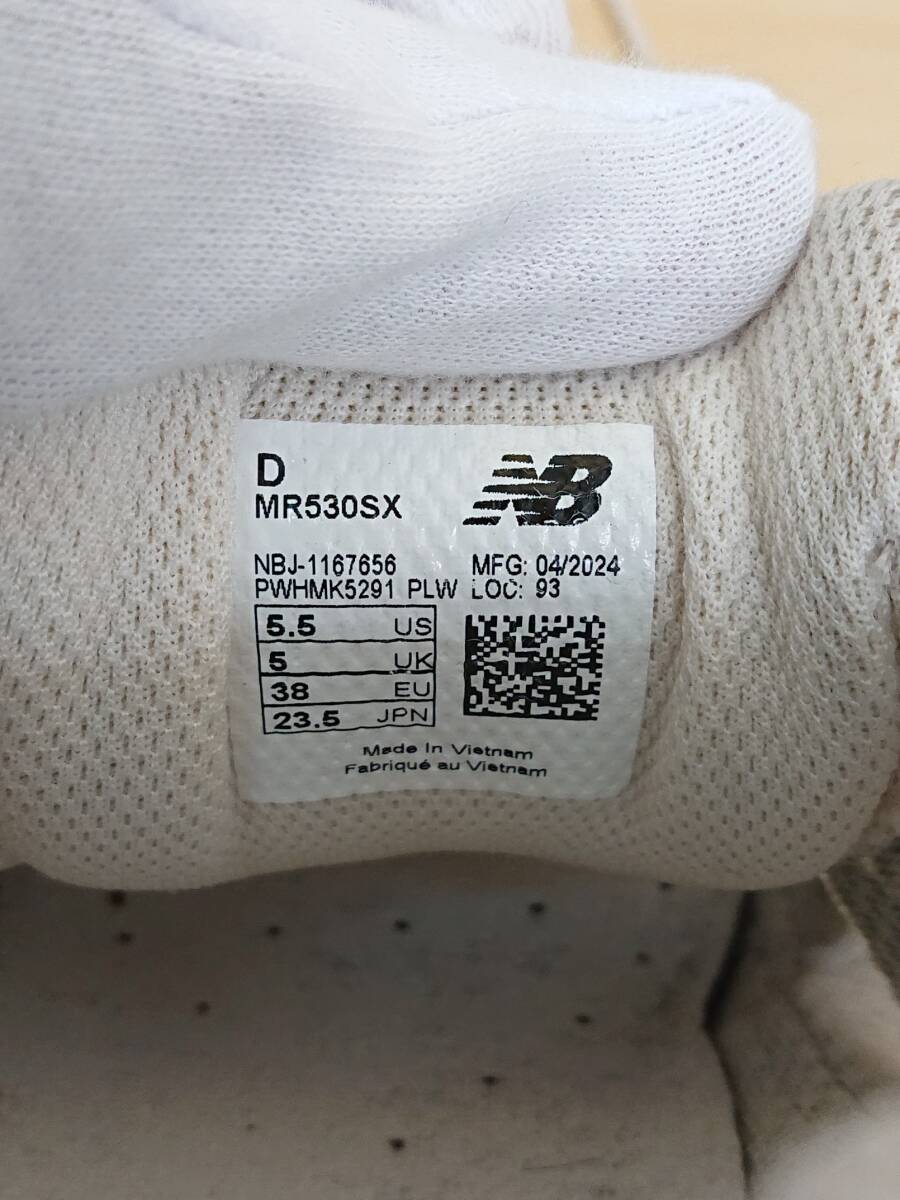 D
MR530SX
NB
NBJ-1167656 MFG: 04/2024
PWHMK5291 PLW LOC: 93
5.5 US
5 UK
38 EU
23.5 JPN
Made In Vietnam
Fabriqué au Vietnam